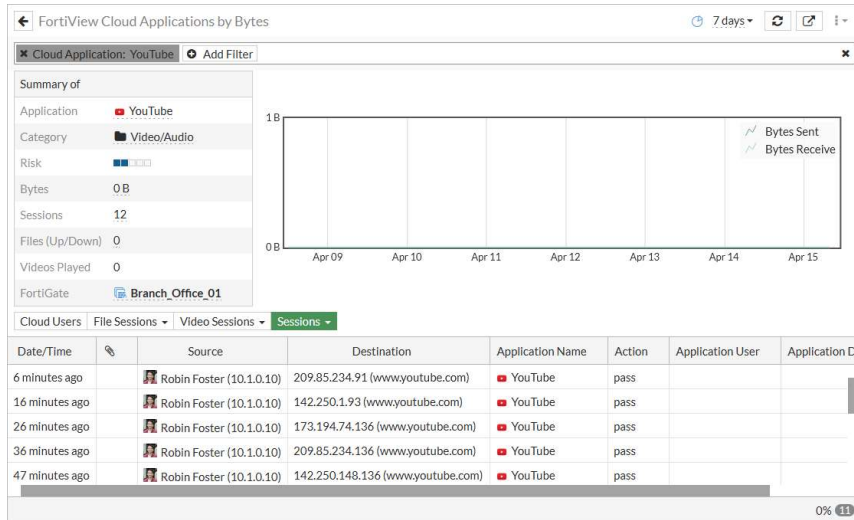 FortiView Cloud Applications by Bytes
7 days
Cloud Application: YouTube Add Filter
Summary of
Application YouTube
Category Video/Audio
Risk
Bytes 0 B
Sessions 12
Files (Up/Down) 0
Videos Played 0
FortiGate Branch_Office_01
1 B
Bytes Sent
Bytes Receive
0 B
Apr 09 Apr 10 Apr 11 Apr 12 Apr 13 Apr 14 Apr 15
Cloud Users File Sessions Video Sessions Sessions
Date/Time Source Destination Application Name Action Application User Application D
6 minutes ago Robin Foster (10.1.0.10) 209.85.234.91 (www.youtube.com) YouTube pass
16 minutes ago Robin Foster (10.1.0.10) 142.250.1.93 (www.youtube.com) YouTube pass
26 minutes ago Robin Foster (10.1.0.10) 173.194.74.136 (www.youtube.com) YouTube pass
36 minutes ago Robin Foster (10.1.0.10) 209.85.234.136 (www.youtube.com) YouTube pass
47 minutes ago Robin Foster (10.1.0.10) 142.250.148.136 (www.youtube.com) YouTube pass
0% 11